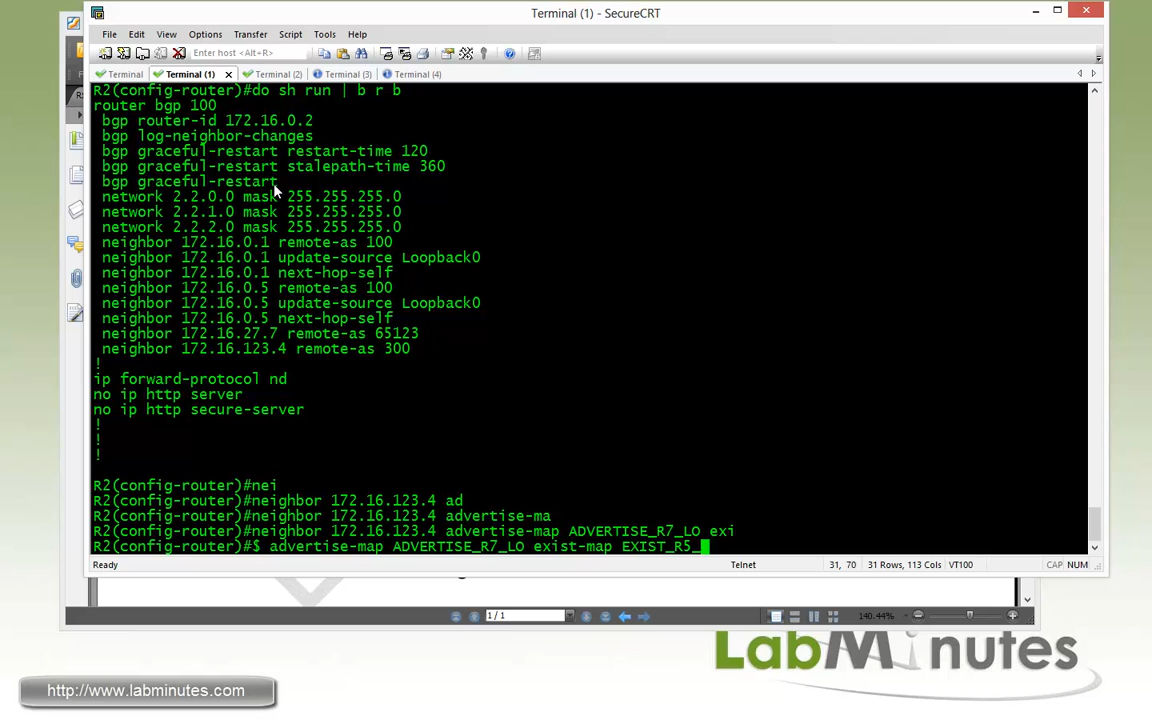 Terminal (1) - SecureCRT
File Edit View Options Transfer Script Tools Help
Enter host <Alt+R>
Terminal Terminal (1) Terminal (2) Terminal (3) Terminal (4)
R2(config-router)#do sh run | b r b
router bgp 100
bgp router-id 172.16.0.2
bgp log-neighbor-changes
bgp graceful-restart restart-time 120
bgp graceful-restart stalepath-time 360
bgp graceful-restart
network 2.2.0.0 mask 255.255.255.0
network 2.2.1.0 mask 255.255.255.0
network 2.2.2.0 mask 255.255.255.0
neighbor 172.16.0.1 remote-as 100
neighbor 172.16.0.1 update-source Loopback0
neighbor 172.16.0.1 next-hop-self
neighbor 172.16.0.5 remote-as 100
neighbor 172.16.0.5 update-source Loopback0
neighbor 172.16.0.5 next-hop-self
neighbor 172.16.27.7 remote-as 65123
neighbor 172.16.123.4 remote-as 300
!
ip forward-protocol nd
no ip http server
no ip http secure-server
!
!
!
R2(config-router)#nei
R2(config-router)#neighbor 172.16.123.4 ad
R2(config-router)#neighbor 172.16.123.4 advertise-ma
R2(config-router)#neighbor 172.16.123.4 advertise-map ADVERTISE_R7_LO exi
R2(config-router)#$ advertise-map ADVERTISE_R7_LO exist-map EXIST_R5_
Ready Telnet 31, 70 31 Rows, 113 Cols VT100 CAP NUM
1 / 1 140.44%
LabMinutes
http://www.labminutes.com